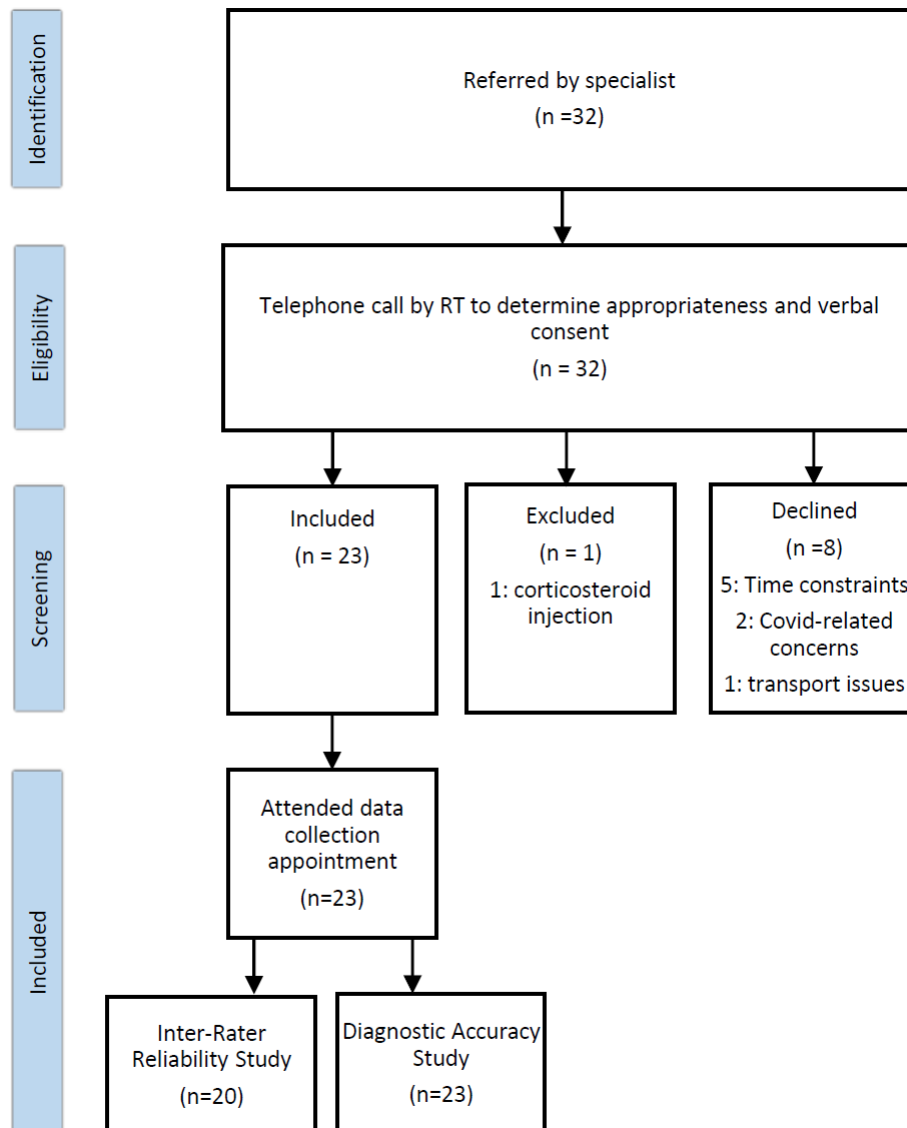 Identification
Referred by specialist
(n =32)
Eligibility
Telephone call by RT to determine appropriateness and verbal
consent
(n = 32)
Screening
Included
(n = 23)
Excluded
(n = 1)
1: corticosteroid
injection
Declined
(n =8)
5: Time constraints
2: Covid-related
concerns
1: transport issues
Included
Attended data
collection
appointment
(n=23)
Inter-Rater
Reliability Study
(n=20)
Diagnostic Accuracy
Study
(n=23)